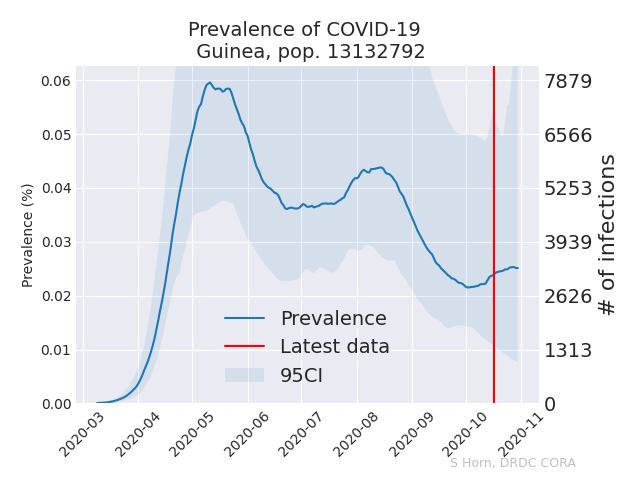 Prevalence of COVID-19
Guinea, pop. 13132792
Prevalence (%)
0.06
0.05
0.04
0.03
0.02
0.01
0.00
7879
6566
5253
3939
2626
1313
0
# of infections
Prevalence
Latest data
95CI
2020-03
2020-04
2020-05
2020-06
2020-07
2020-08
2020-09
2020-10
2020-11
S Horn, DRDC CORA